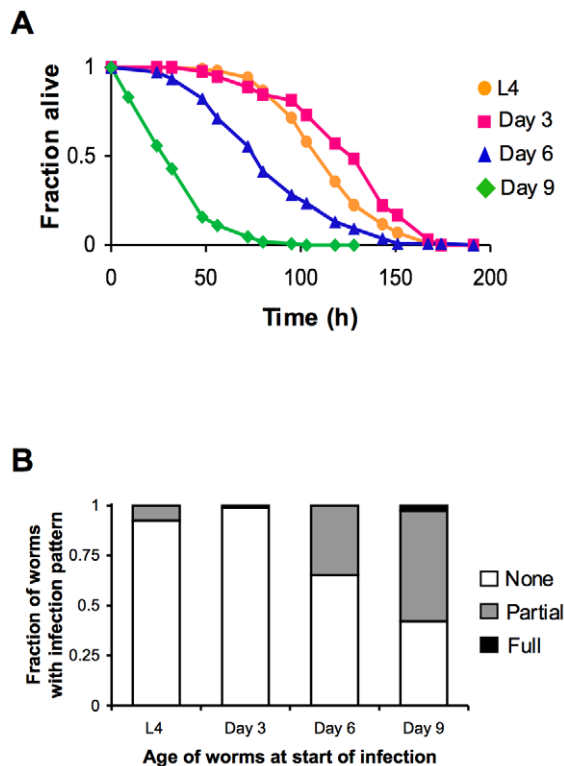 A
Fraction alive
1
0.5
0
0
50
100
150
200
Time (h)
L4
Day 3
Day 6
Day 9
B
Fraction of worms
with infection pattern
1
0.75
0.5
0.25
0
L4
Day 3
Day 6
Day 9
Age of worms at start of infection
None
Partial
Full